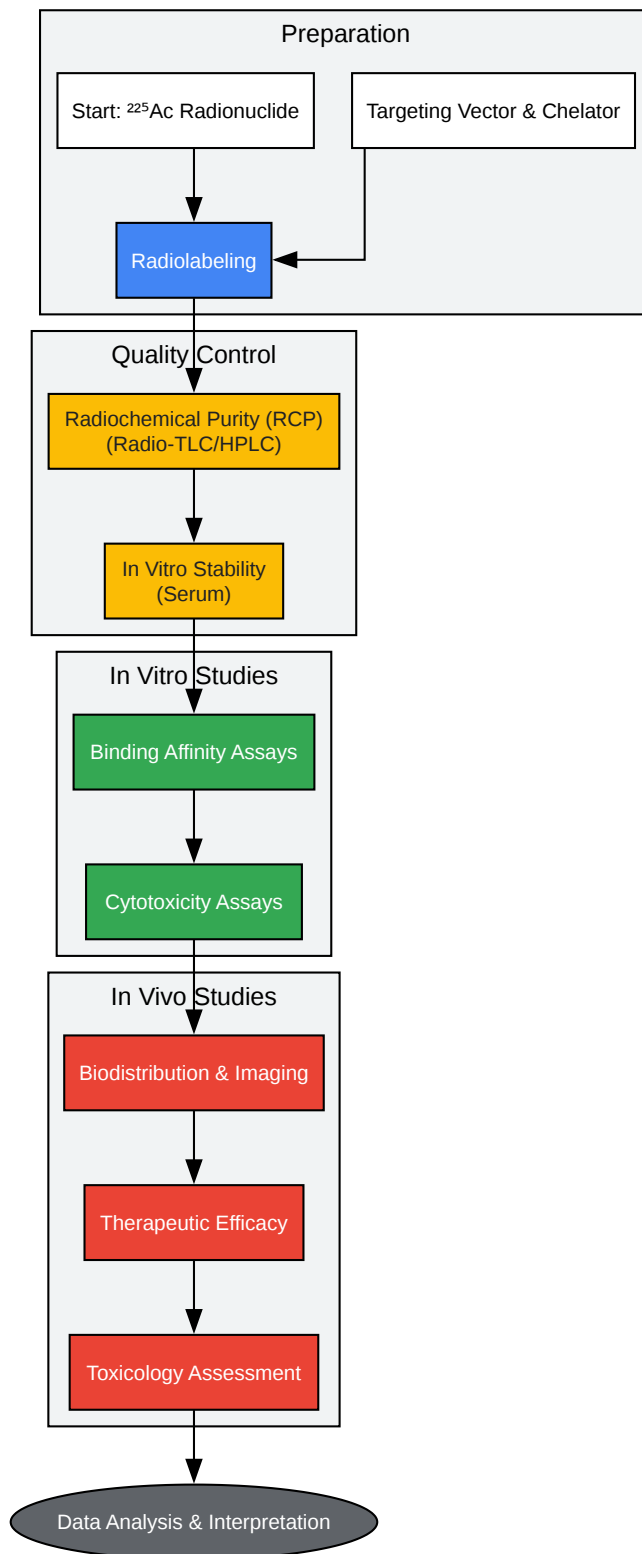 Preparation
Start: ²²⁵Ac Radionuclide
Targeting Vector & Chelator
Radiolabeling
Quality Control
Radiochemical Purity (RCP)
(Radio-TLC/HPLC)
In Vitro Stability
(Serum)
In Vitro Studies
Binding Affinity Assays
Cytotoxicity Assays
In Vivo Studies
Biodistribution & Imaging
Therapeutic Efficacy
Toxicology Assessment
Data Analysis & Interpretation